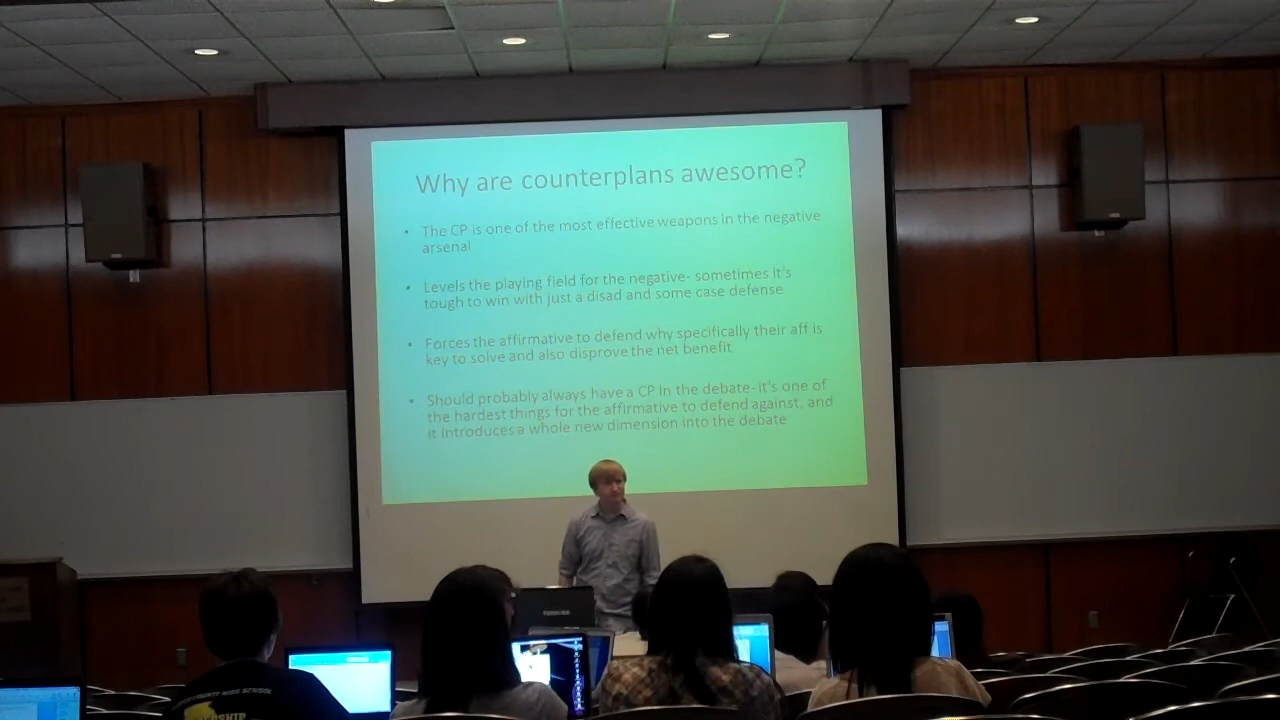 Why are counterplans awesome?
• The CP is one of the most effective weapons in the negative
arsenal
• Levels the playing field for the negative- sometimes it's
tough to win with just a disad and some case defense
• Forces the affirmative to defend why specifically their aff is
key to solve and also disprove the net benefit
• Should probably always have a CP in the debate- it's one of
the hardest things for the affirmative to defend against, and
it introduces a whole new dimension into the debate
TOSHIBA
COUNTY HIGH SCHOOL